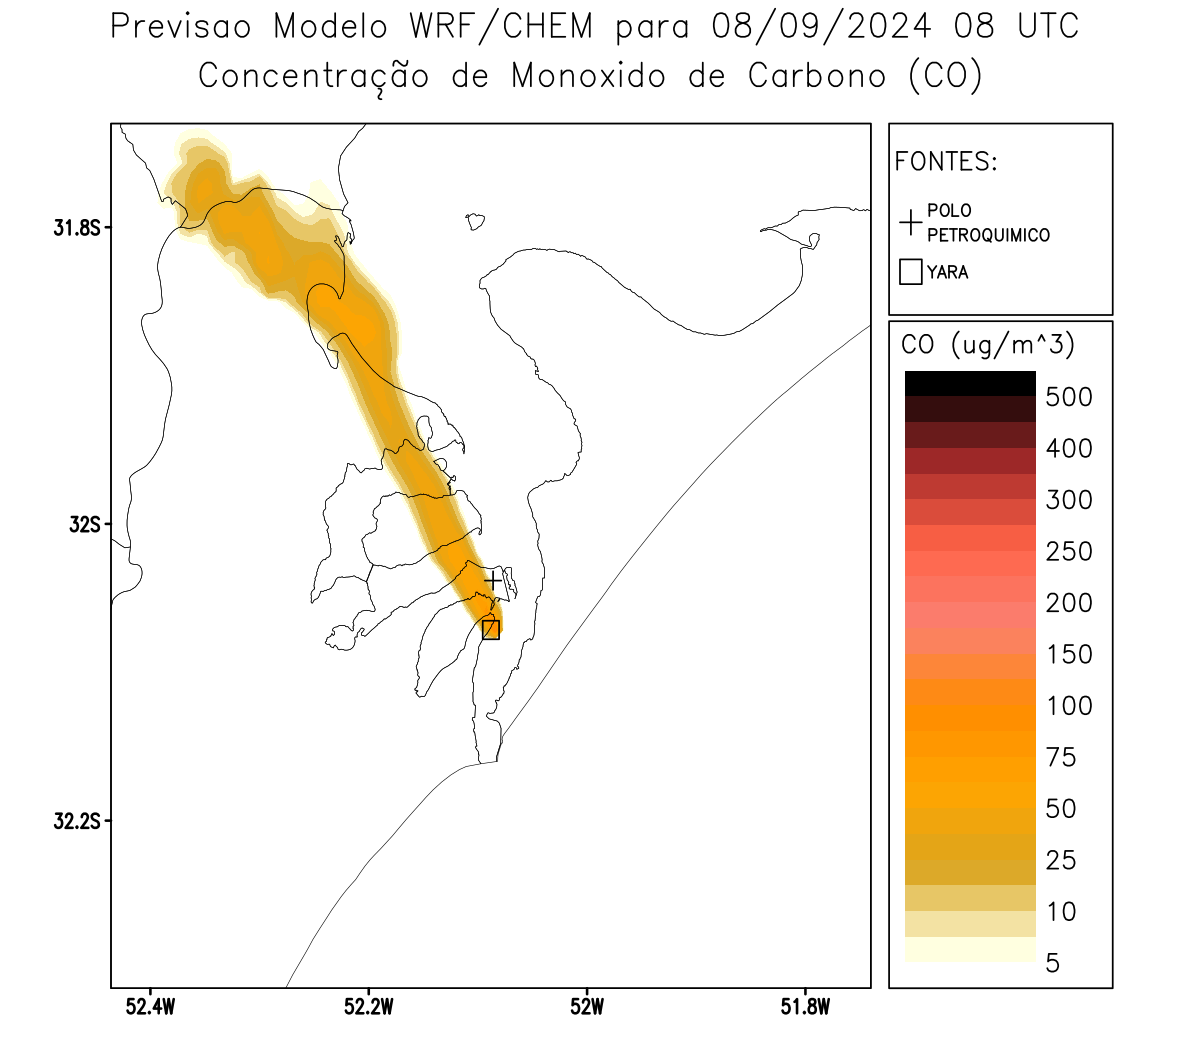 Previsao Modelo WRF/CHEM para 08/09/2024 08 UTC
Concentração de Monoxido de Carbono (CO)
FONTES:
POLO
PETROQUIMICO
YARA
CO (ug/m^3)
500
400
300
250
200
150
100
75
50
25
10
5
31.8S
32S
32.2S
52.4W
52.2W
52W
51.8W